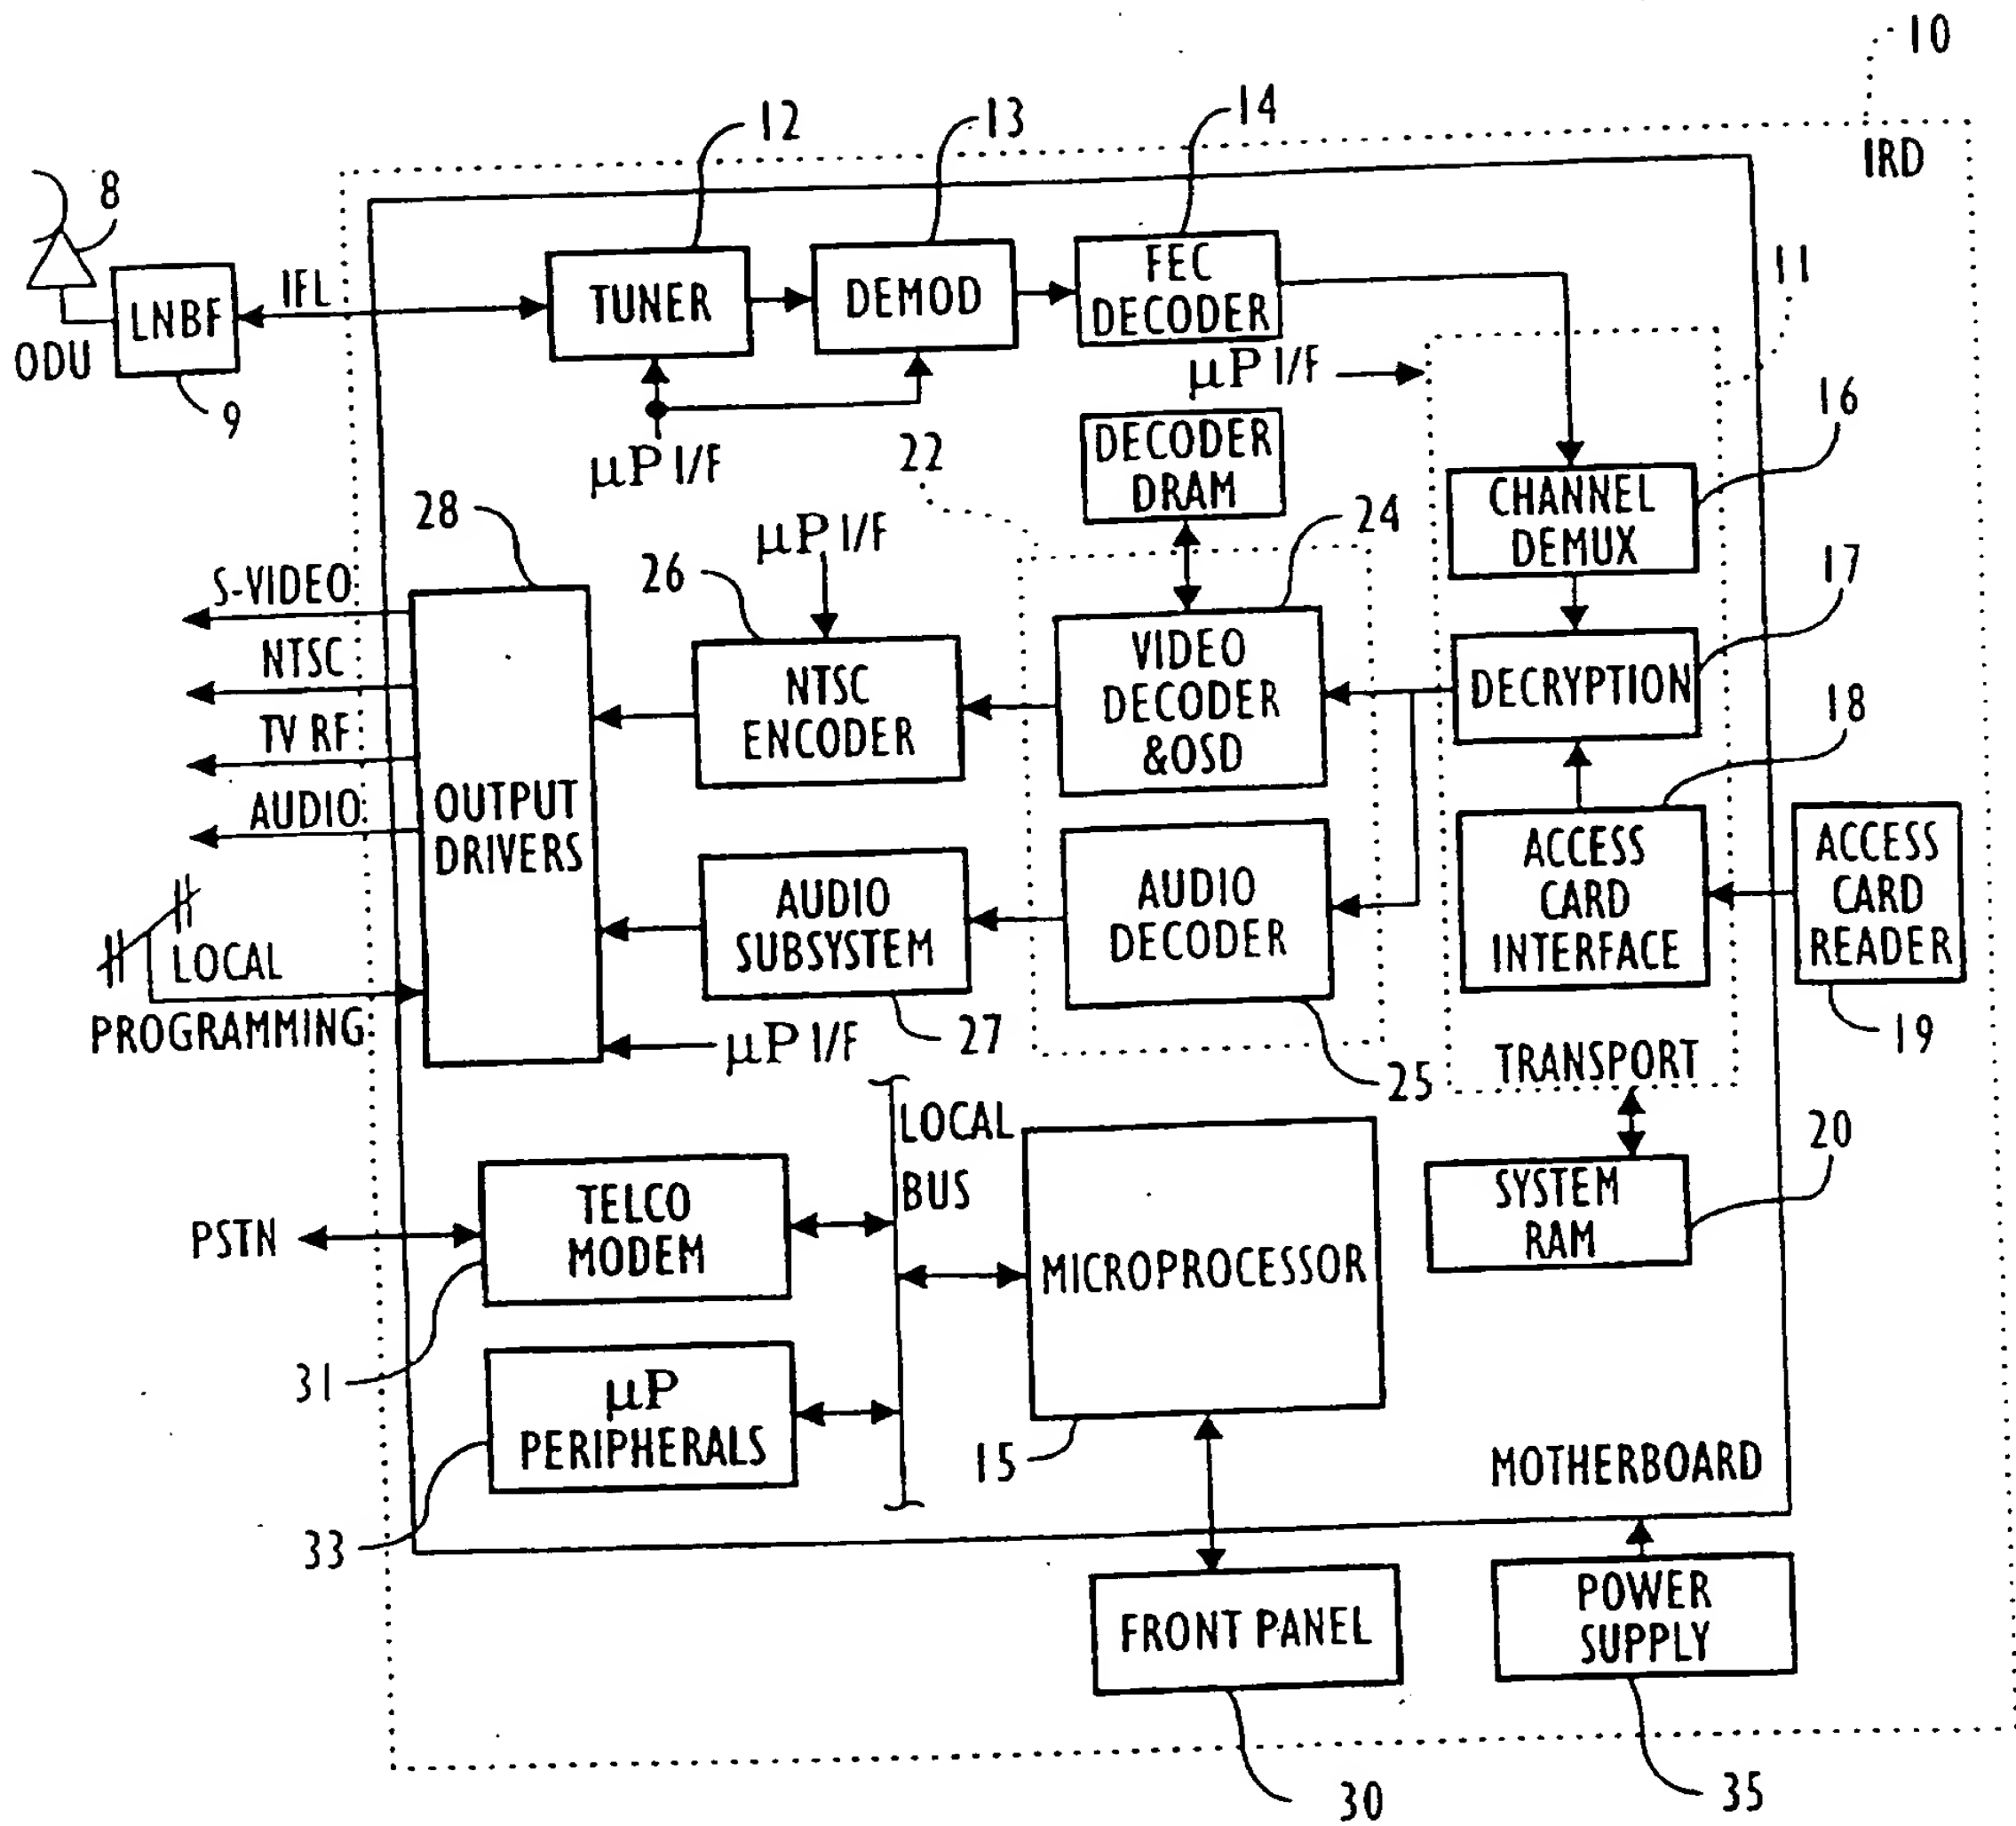 10
IRD
12
13
14
8
LNBF
ODU
9
IFL
TUNER
DEMOD
FEC
DECODER
11
µP I/F
µP I/F
22
DECODER
DRAM
16
CHANNEL
DEMUX
28
µP I/F
26
24
17
S-VIDEO
NTSC
TV RF
AUDIO
OUTPUT
DRIVERS
NTSC
ENCODER
VIDEO
DECODER
&OSD
DECRYPTION
18
AUDIO
SUBSYSTEM
AUDIO
DECODER
ACCESS
CARD
INTERFACE
ACCESS
CARD
READER
LOCAL
PROGRAMMING
µP I/F
27
25
TRANSPORT
19
LOCAL
BUS
20
SYSTEM
RAM
PSTN
TELCO
MODEM
MICROPROCESSOR
31
µP
PERIPHERALS
33
15
MOTHERBOARD
FRONT PANEL
POWER
SUPPLY
30
35